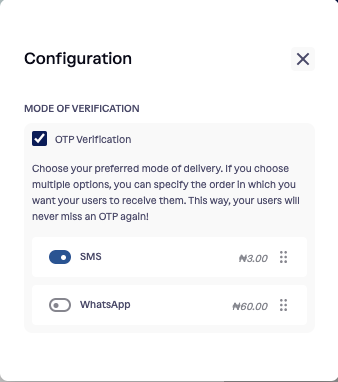 Configuration
MODE OF VERIFICATION
OTP Verification
Choose your preferred mode of delivery. If you choose
multiple options, you can specify the order in which you
want your users to receive them. This way, your users will
never miss an OTP again!
SMS ₦3.00
WhatsApp ₦60.00